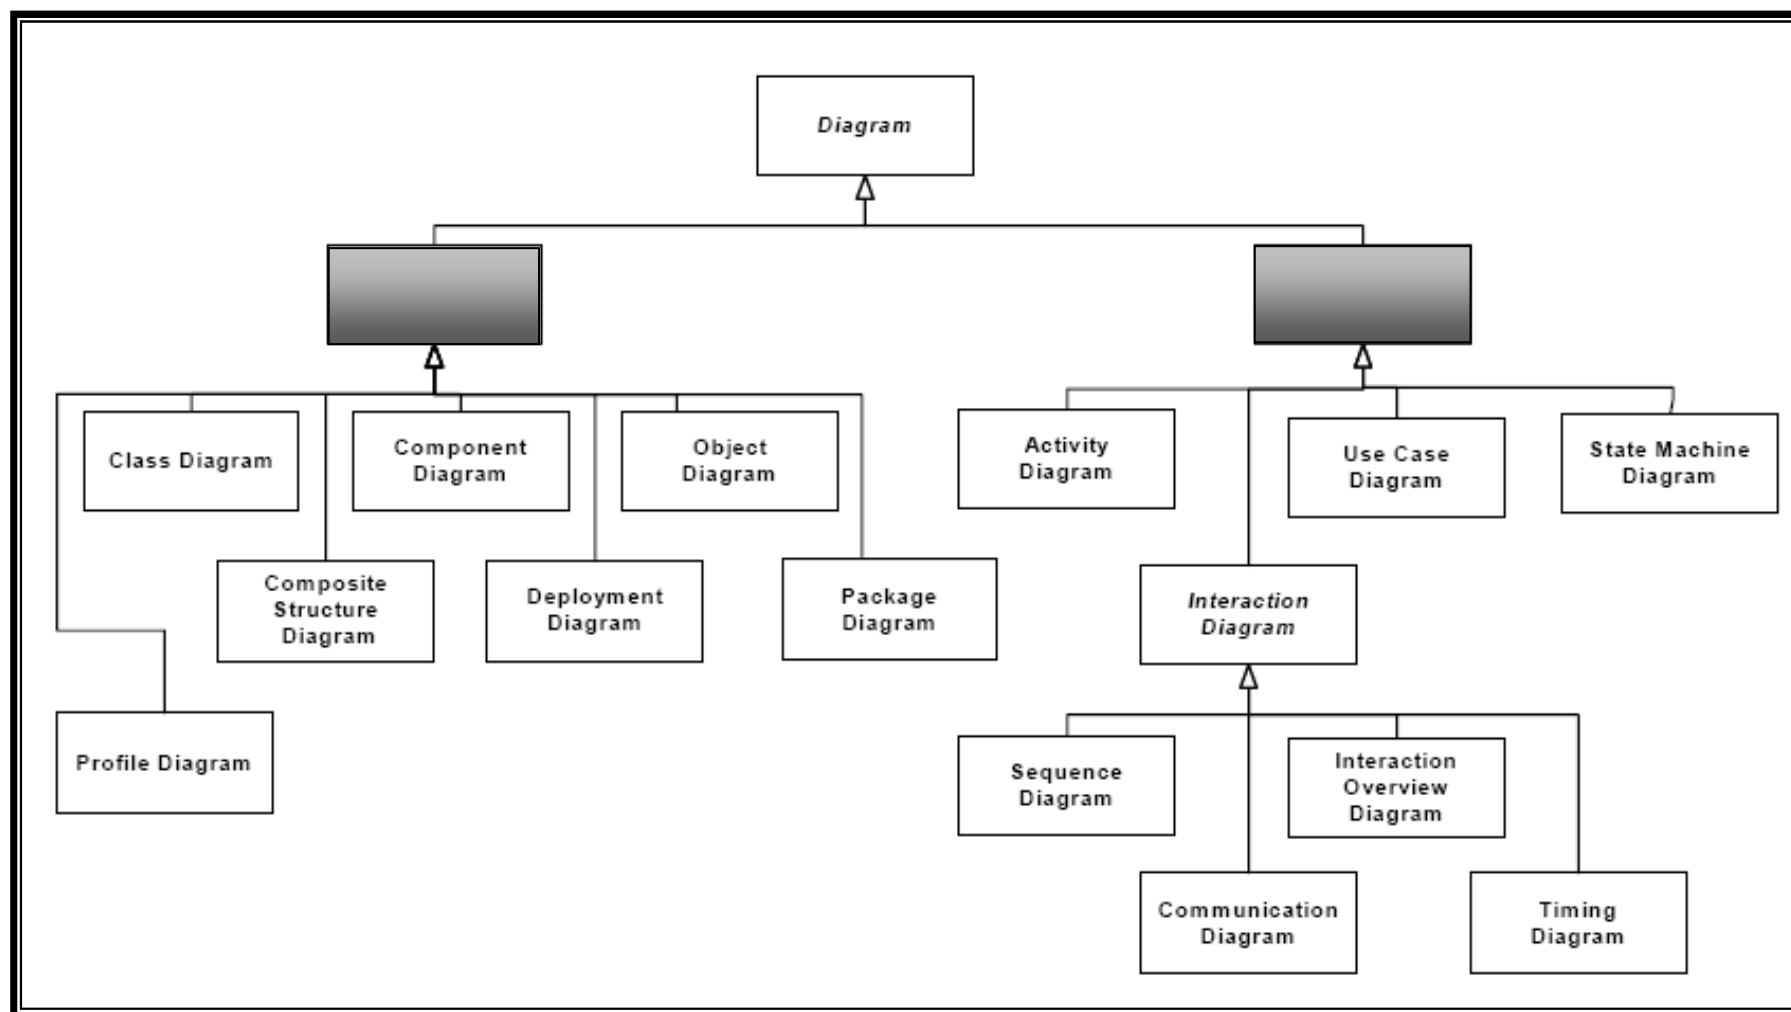 Diagram
Class Diagram
Component
Diagram
Object
Diagram
Composite
Structure
Diagram
Deployment
Diagram
Package
Diagram
Profile Diagram
Activity
Diagram
Use Case
Diagram
State Machine
Diagram
Interaction
Diagram
Sequence
Diagram
Interaction
Overview
Diagram
Communication
Diagram
Timing
Diagram